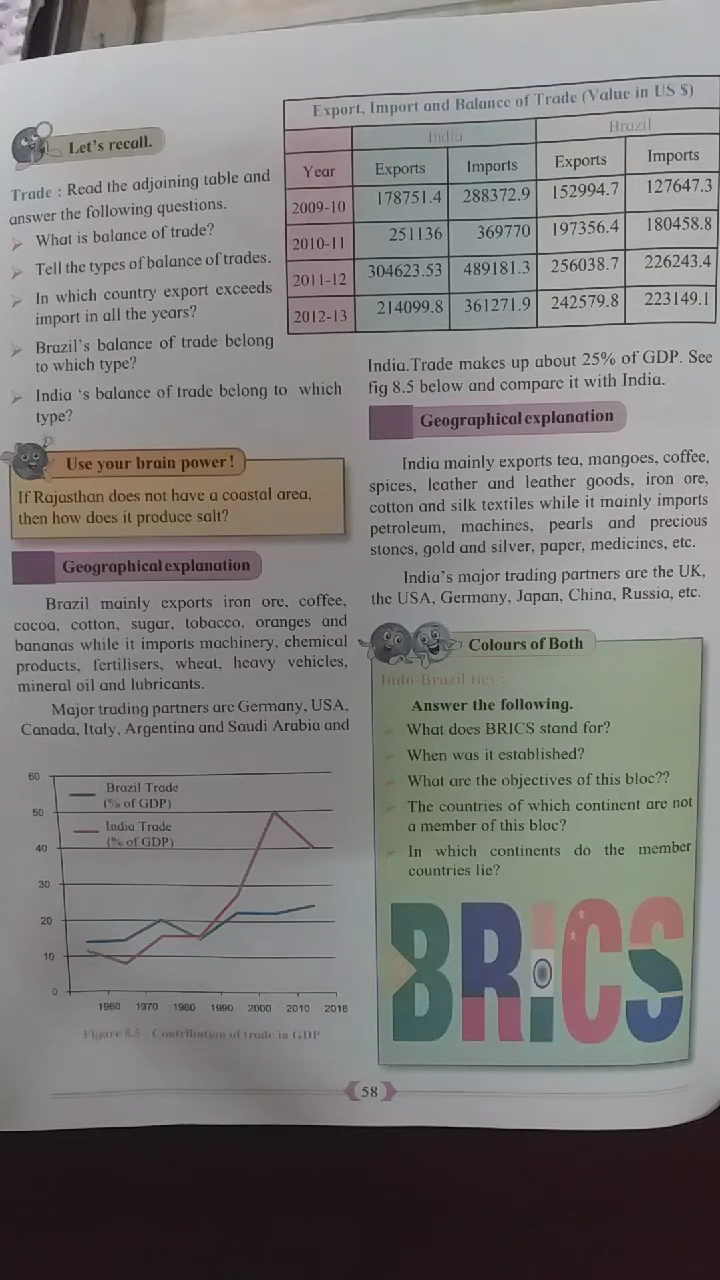 Let's recall.
Trade : Read the adjoining table and
answer the following questions.
➢ What is balance of trade?
➢ Tell the types of balance of trades.
➢ In which country export exceeds
import in all the years?
➢ Brazil's balance of trade belong
to which type?
➢ India 's balance of trade belong to which
type?
Export, Import and Balance of Trade (Value in US $)
India Brazil
Year Exports Imports Exports Imports
2009-10 178751.4 288372.9 152994.7 127647.3
2010-11 251136 369770 197356.4 180458.8
2011-12 304623.53 489181.3 256038.7 226243.4
2012-13 214099.8 361271.9 242579.8 223149.1
Use your brain power!
If Rajasthan does not have a coastal area,
then how does it produce salt?
Geographical explanation
Brazil mainly exports iron ore, coffee,
cocoa, cotton, sugar, tobacco, oranges and
bananas while it imports machinery, chemical
products, fertilisers, wheat, heavy vehicles,
mineral oil and lubricants.
Major trading partners are Germany, USA,
Canada, Italy, Argentina and Saudi Arabia and
60
50
40
30
20
10
0
Brazil Trade
(% of GDP)
India Trade
(% of GDP)
1960 1970 1980 1990 2000 2010 2016
Figure 8.5 : Contribution of trade in GDP
India.Trade makes up about 25% of GDP. See
fig 8.5 below and compare it with India.
Geographical explanation
India mainly exports tea, mangoes, coffee,
spices, leather and leather goods, iron ore,
cotton and silk textiles while it mainly imports
petroleum, machines, pearls and precious
stones, gold and silver, paper, medicines, etc.
India's major trading partners are the UK,
the USA, Germany, Japan, China, Russia, etc.
Colours of Both
Indo-Brazil ties :
Answer the following.
➢ What does BRICS stand for?
➢ When was it established?
➢ What are the objectives of this bloc??
➢ The countries of which continent are not
a member of this bloc?
➢ In which continents do the member
countries lie?
BRICS
58